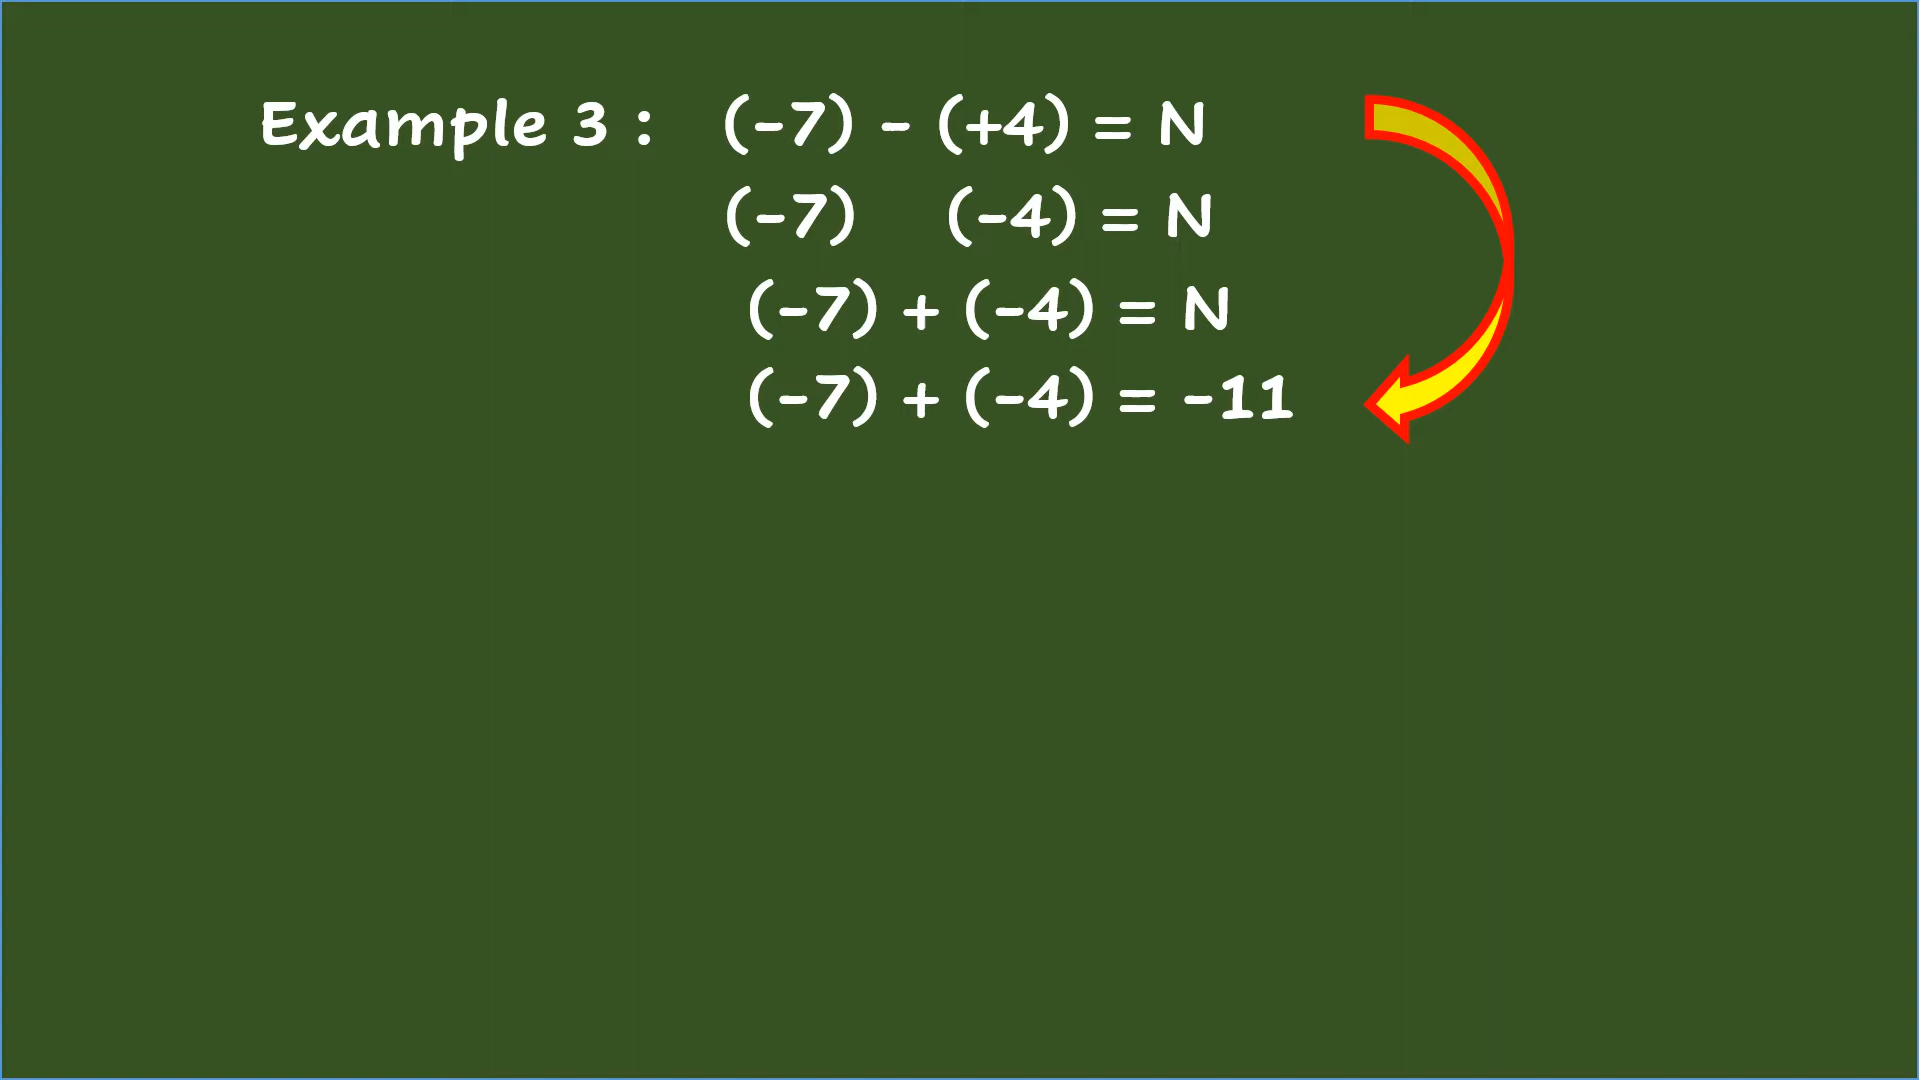 Example 3 : (-7) - (+4) = N
(-7) (-4) = N
(-7) + (-4) = N
(-7) + (-4) = -11